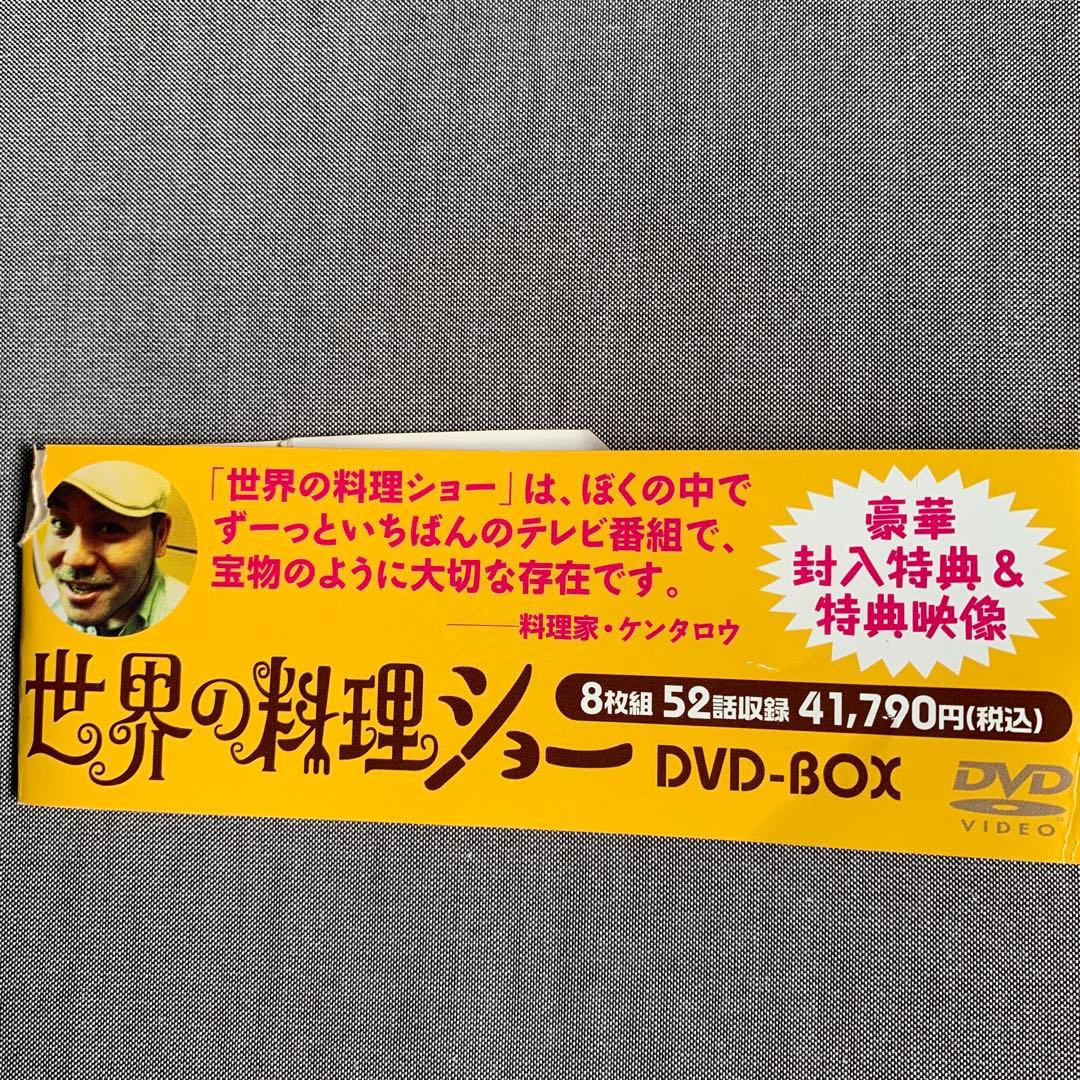 「世界の料理ショー」は、ぼくの中で
ずーっといちばんのテレビ番組で、
宝物のように大切な存在です。
――料理家・ケンタロウ
豪華
封入特典&
特典映像
世界の料理ショー
8枚組 52話収録 41,790円(税込)
DVD-BOX
DVD
VIDEO